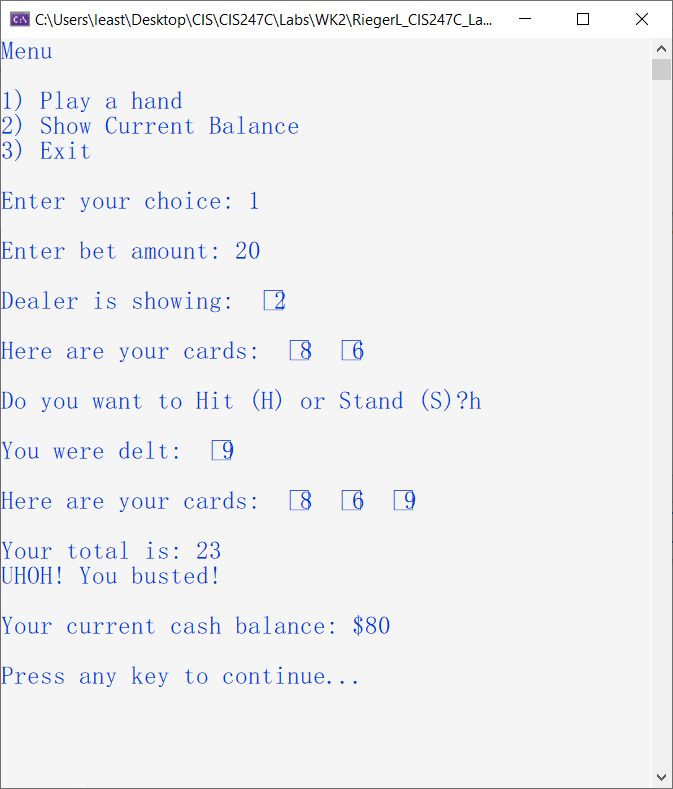 C:\Users\least\Desktop\CIS\CIS247C\Labs\WK2\RiegerL_CIS247C_La...
Menu
1) Play a hand
2) Show Current Balance
3) Exit
Enter your choice: 1
Enter bet amount: 20
Dealer is showing: 2
Here are your cards: 8 6
Do you want to Hit (H) or Stand (S)?h
You were delt: 9
Here are your cards: 8 6 9
Your total is: 23
UHOH! You busted!
Your current cash balance: $80
Press any key to continue...